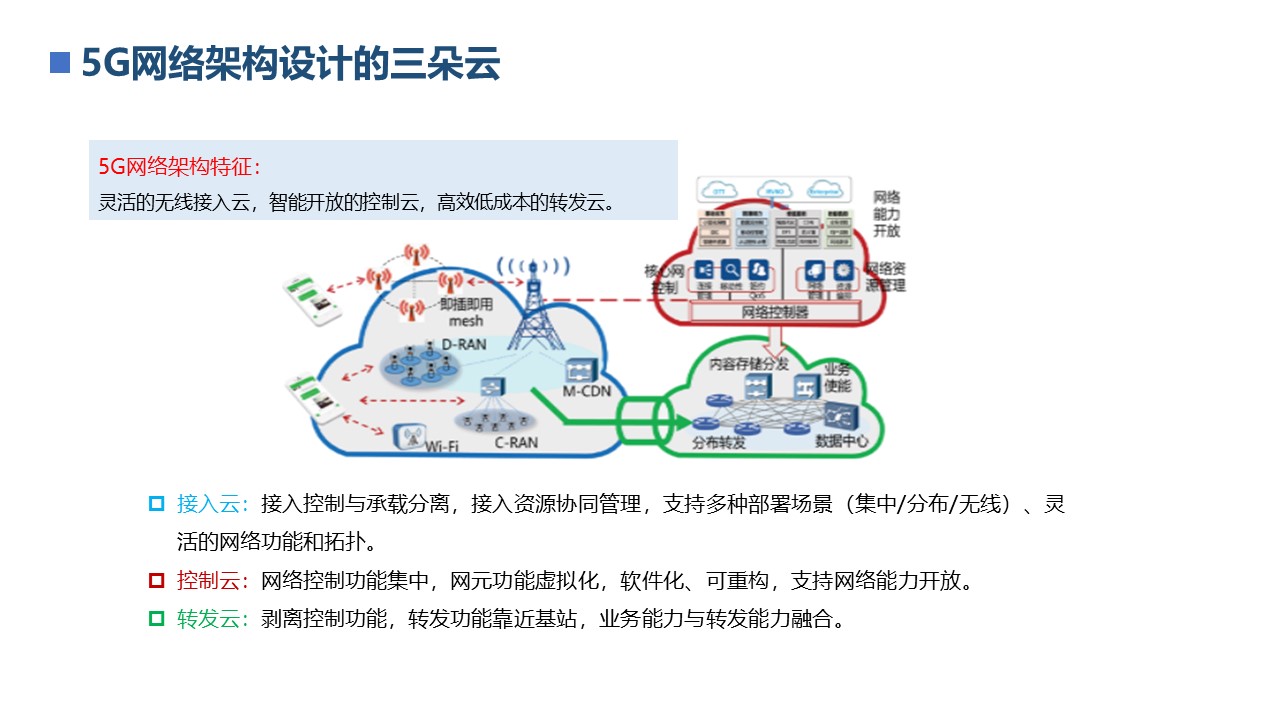 5G网络架构设计的三朵云
5G网络架构特征：
灵活的无线接入云，智能开放的控制云，高效低成本的转发云。
OTT
MVNO
Enterprise
网络
能力
开放
核心网
控制
网络资
源管理
网络控制器
即插即用
mesh
D-RAN
M-CDN
C-RAN
Wi-Fi
内容存储分发
业务
使能
分布转发
数据中心
接入云：接入控制与承载分离，接入资源协同管理，支持多种部署场景（集中/分布/无线）、灵
活的网络功能和拓扑。
控制云：网络控制功能集中，网元功能虚拟化，软件化、可重构，支持网络能力开放。
转发云：剥离控制功能，转发功能靠近基站，业务能力与转发能力融合。